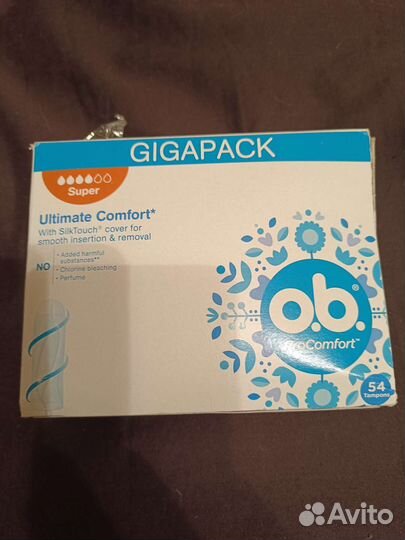 GIGAPACK
Super
Ultimate Comfort*
With SilkTouch® cover for
smooth insertion & removal
NO
• Added harmful
substances**
• Chlorine bleaching
• Perfume
o.b.®
ProComfort™
54
Tampons
Avito